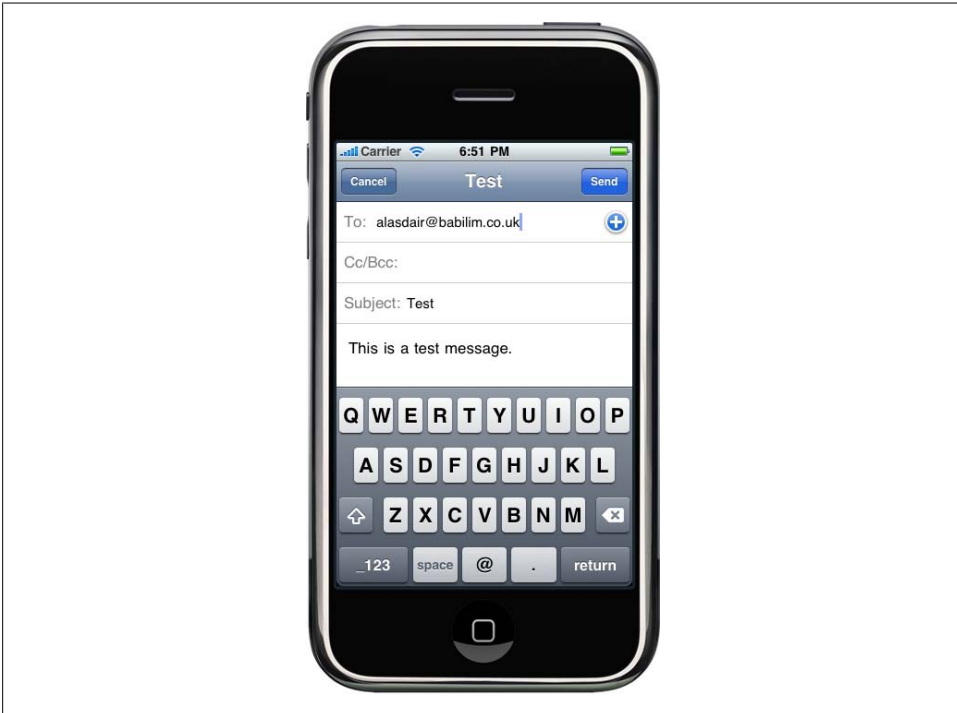 Carrier 6:51 PM
Cancel Test Send
To: alasdair@babilim.co.uk
Cc/Bcc:
Subject: Test
This is a test message.
Q W E R T Y U I O P
A S D F G H J K L
Z X C V B N M
_123 space @ . return